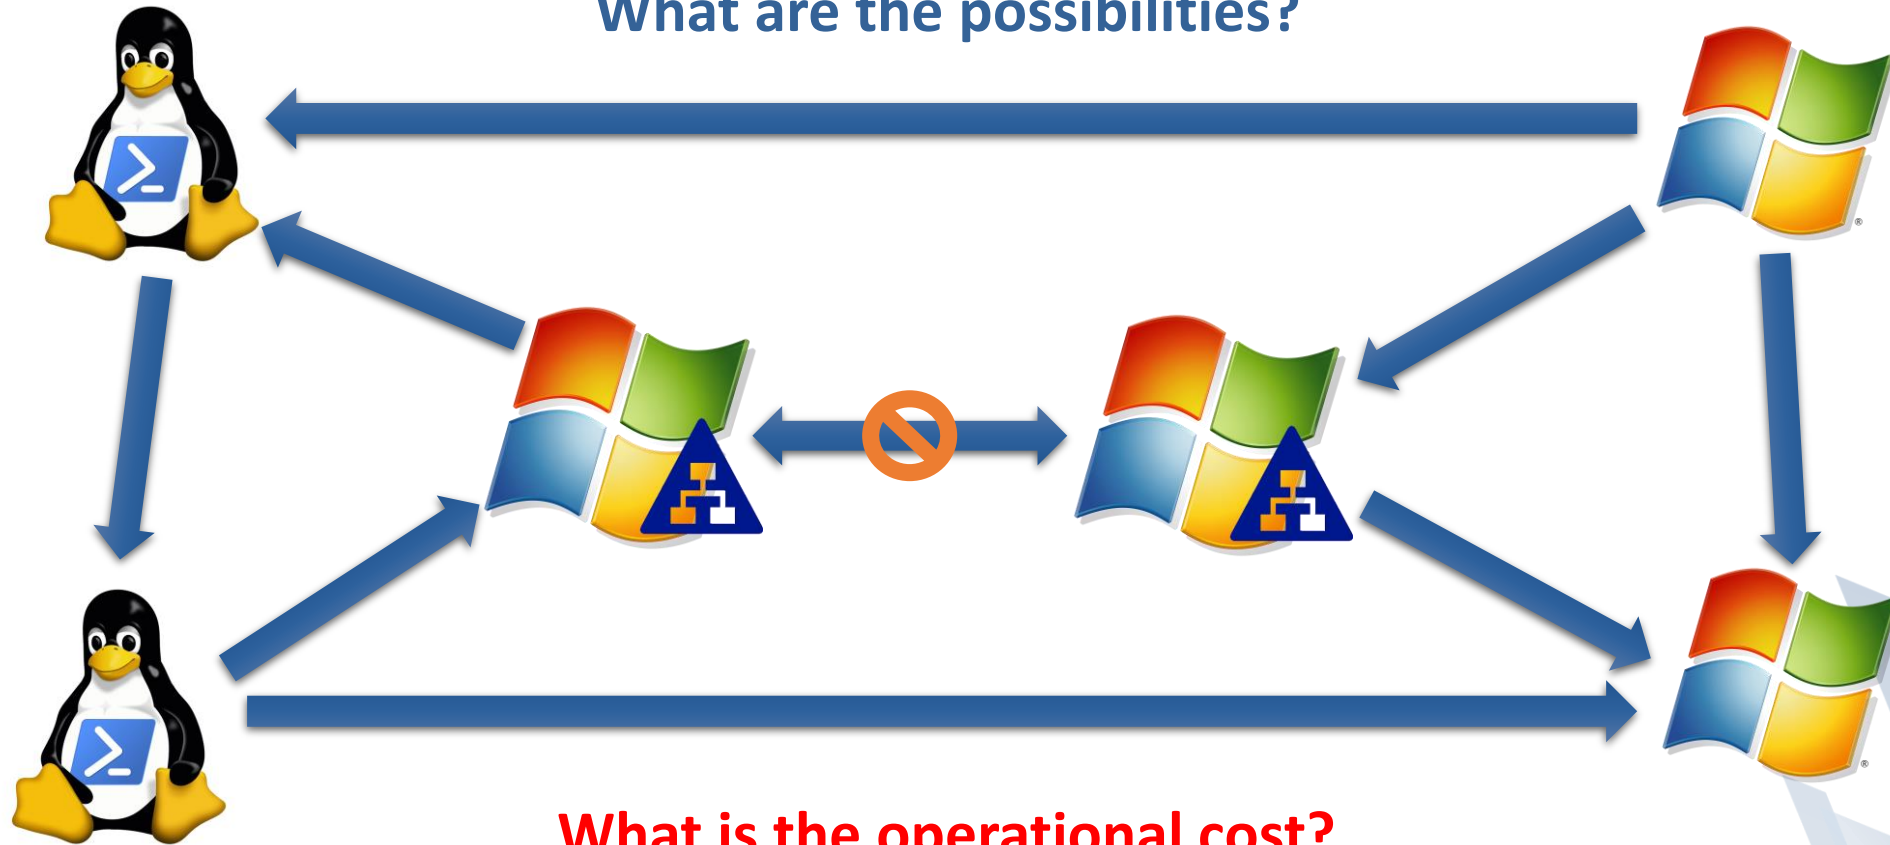 What are the possibilities?
®
®
What is the operational cost?